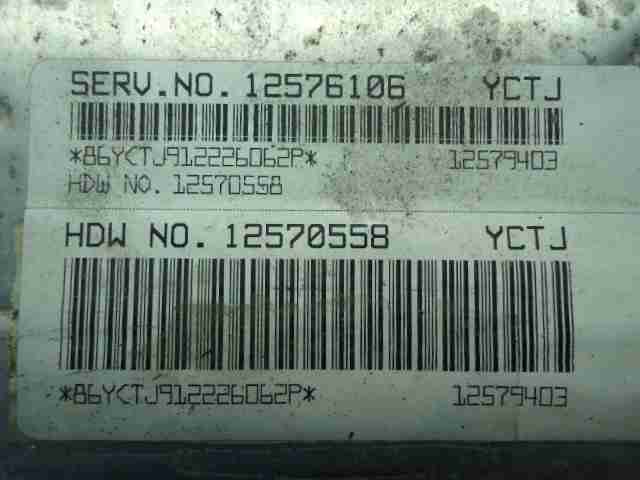 SERV.NO. 12576106 YCTJ
*86YCTJ912226062P* 12579403
HDW NO. 12570558
HDW NO. 12570558 YCTJ
*86YCTJ912226062P* 12579403